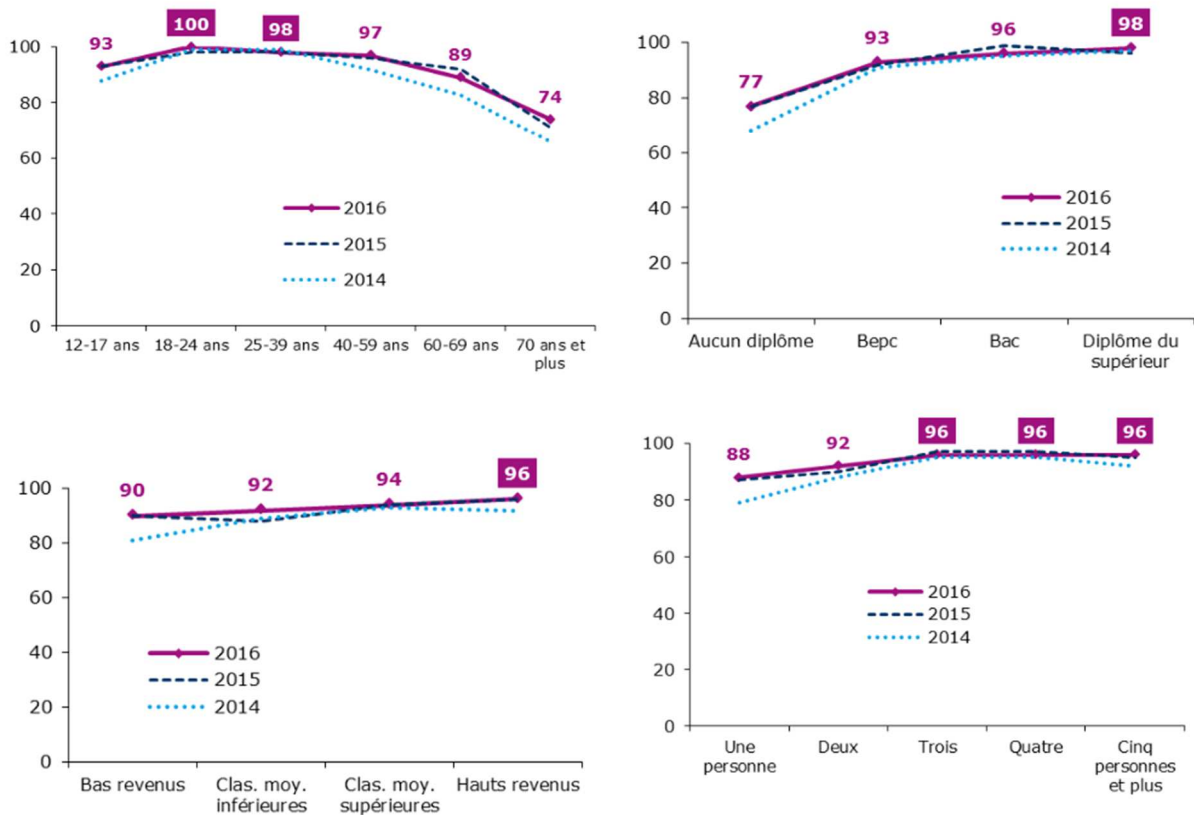 93
100
98
97
89
74
100
80
60
40
20
0
2016
2015
2014
12-17 ans
18-24 ans
25-39 ans
40-59 ans
60-69 ans
70 ans et
plus
77
93
96
98
100
80
60
40
20
0
2016
2015
2014
Aucun diplôme
Bepc
Bac
Diplôme du
supérieur
90
92
94
96
100
80
60
40
20
0
2016
2015
2014
Bas revenus
Clas. moy.
inférieures
Clas. moy.
supérieures
Hauts revenus
88
92
96
96
96
100
80
60
40
20
0
2016
2015
2014
Une
personne
Deux
Trois
Quatre
Cinq
personnes
et plus